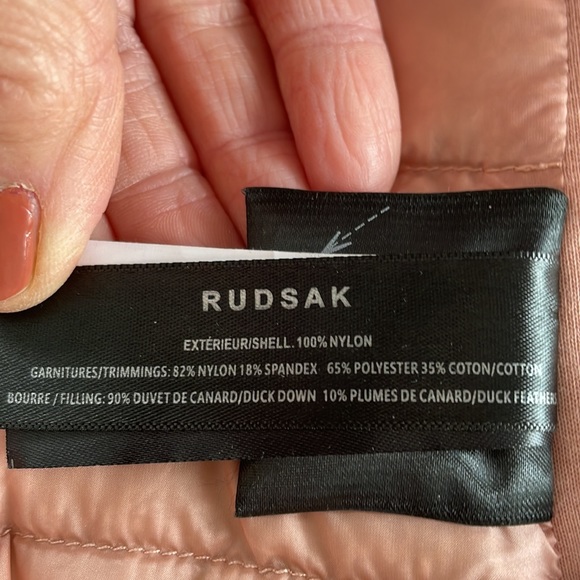 RUDSAK
EXTÉRIEUR/SHELL. 100% NYLON
GARNITURES/TRIMMINGS: 82% NYLON 18% SPANDEX 65% POLYESTER 35% COTON/COTTON
BOURRE / FILLING: 90% DUVET DE CANARD/DUCK DOWN 10% PLUMES DE CANARD/DUCK FEATHERS